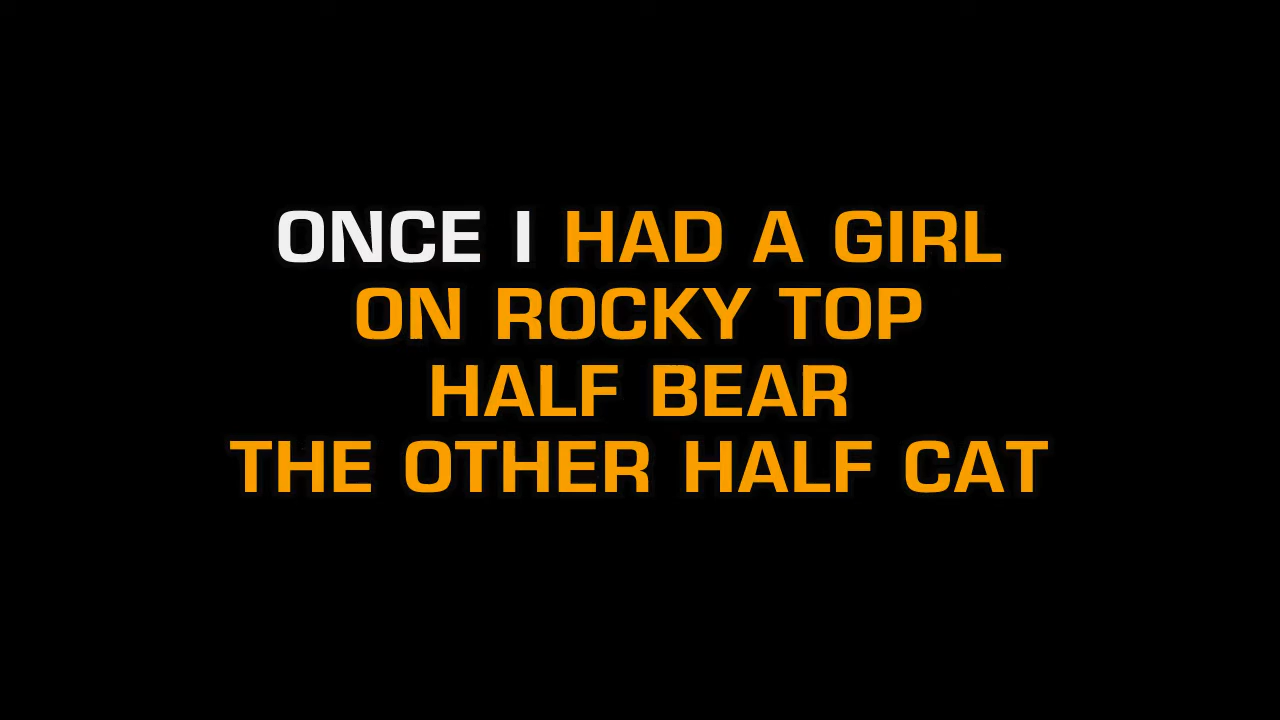 ONCE I HAD A GIRL
ON ROCKY TOP
HALF BEAR
THE OTHER HALF CAT